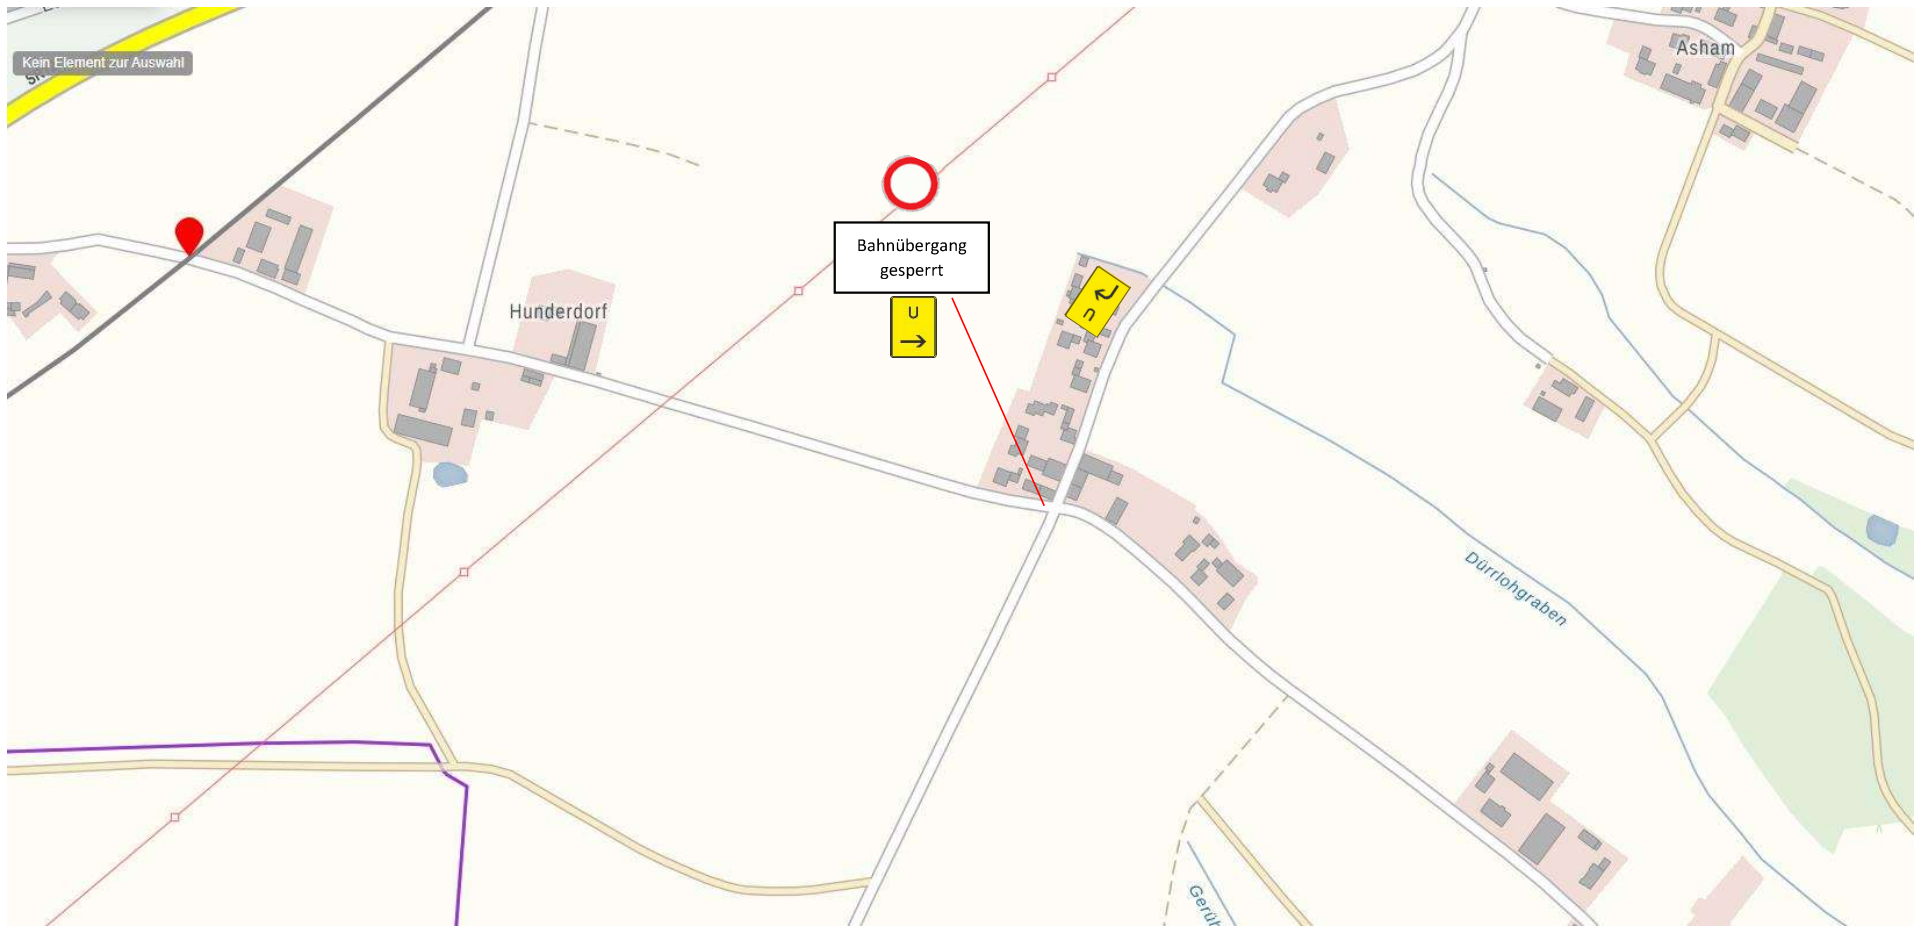 Kein Element zur Auswahl
Asham
Bahnübergang
gesperrt
U
U
Hunderdorf
Dürrlohgraben